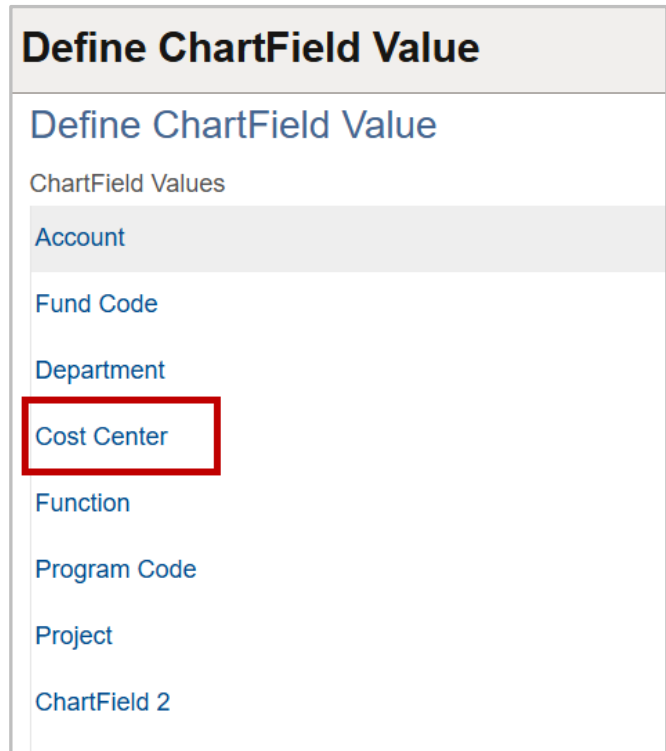 Define ChartField Value
Define ChartField Value
ChartField Values
Account
Fund Code
Department
Cost Center
Function
Program Code
Project
ChartField 2